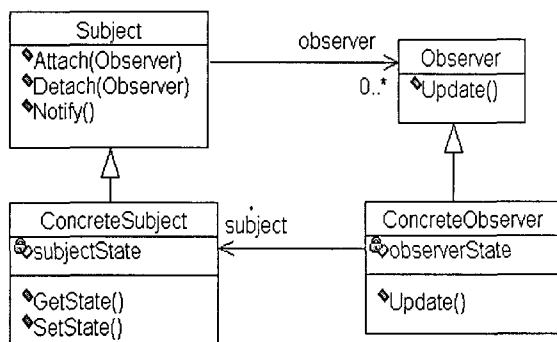 Subject
Attach(Observer)
Detach(Observer)
Notify()
observer
0..*
Observer
Update()
ConcreteSubject
subjectState
GetState()
SetState()
subject
ConcreteObserver
observerState
Update()